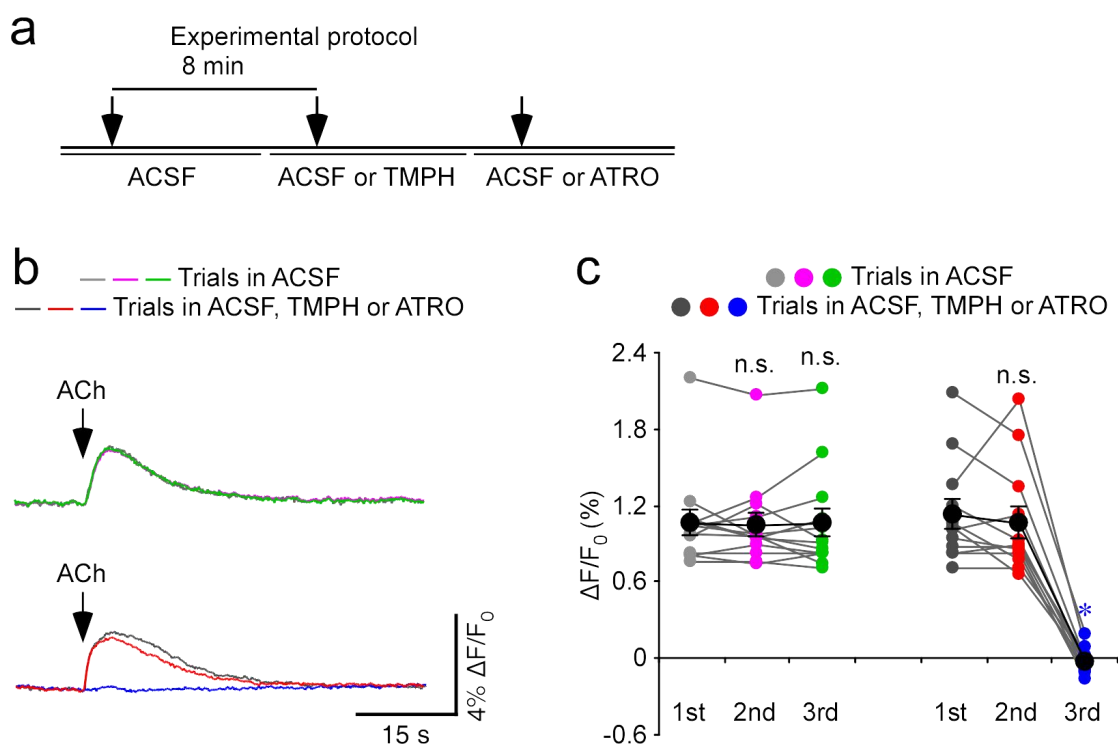 a
Experimental protocol
8 min
ACSF
ACSF or TMPH
ACSF or ATRO
b
Trials in ACSF
Trials in ACSF, TMPH or ATRO
ACh
ACh
4% ΔF/F₀
15 s
c
Trials in ACSF
Trials in ACSF, TMPH or ATRO
ΔF/F₀ (%)
2.4
1.8
1.2
0.6
0
-0.6
n.s.
n.s.
n.s.
*
1st 2nd 3rd
1st 2nd 3rd